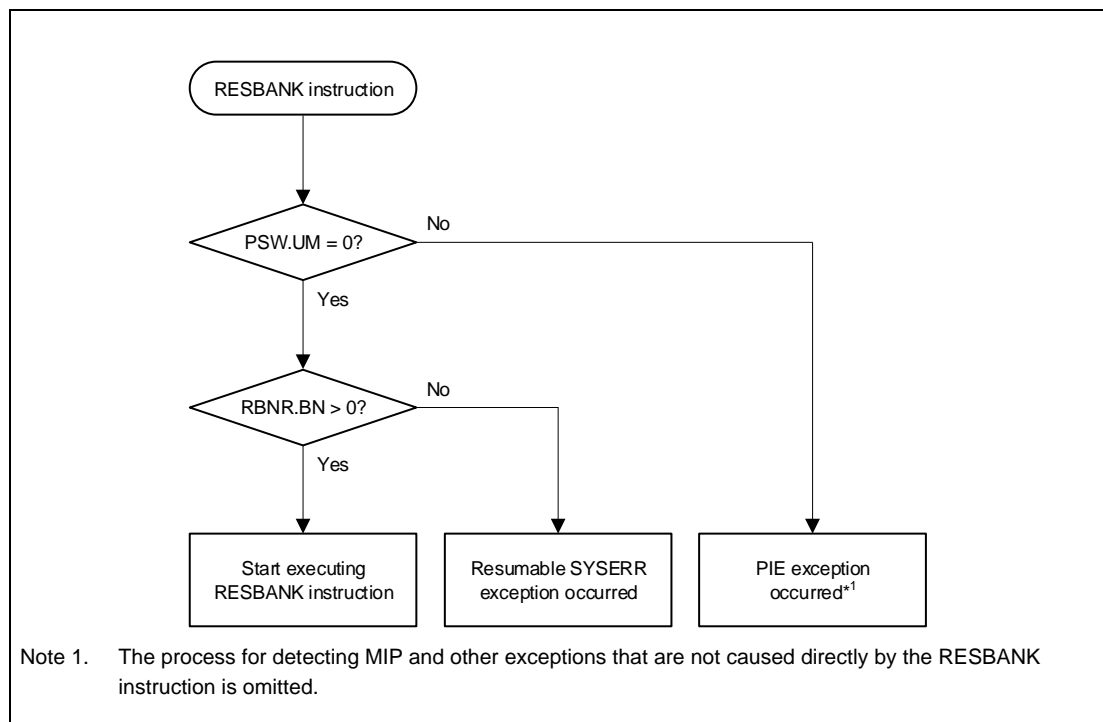 RESBANK instruction
PSW.UM = 0?
No
Yes
RBNR.BN > 0?
No
Yes
Start executing
RESBANK instruction
Resumable SYSERR
exception occurred
PIE exception
occurred*1
Note 1. The process for detecting MIP and other exceptions that are not caused directly by the RESBANK
instruction is omitted.